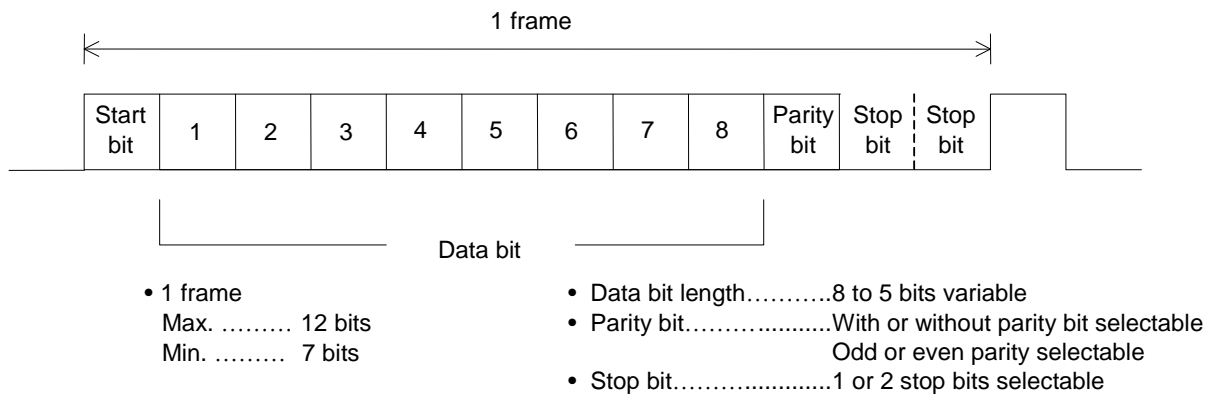 1 frame
Start bit 1 2 3 4 5 6 7 8 Parity bit Stop bit Stop bit
Data bit
• 1 frame
Max. ……… 12 bits
Min. ……… 7 bits
• Data bit length………..8 to 5 bits variable
• Parity bit………...........With or without parity bit selectable
Odd or even parity selectable
• Stop bit……….............1 or 2 stop bits selectable